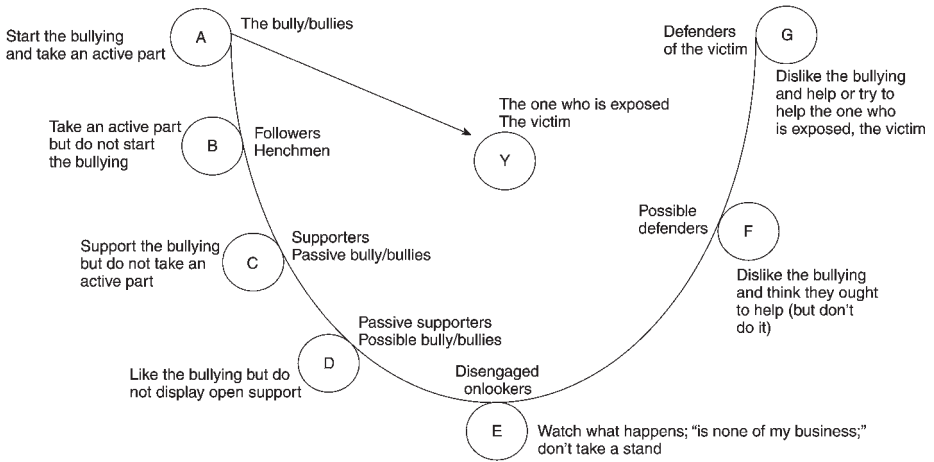 The bully/bullies
A
Start the bullying
and take an active part
The one who is exposed
The victim
Y
Take an active part
but do not start
the bullying
B
Followers
Henchmen
Support the bullying
but do not take an
active part
C
Supporters
Passive bully/bullies
Like the bullying but do
not display open support
D
Passive supporters
Possible bully/bullies
Disengaged
onlookers
E
Watch what happens; “is none of my business;”
don’t take a stand
Possible
defenders
F
Dislike the bullying
and think they ought
to help (but don't
do it)
Defenders
of the victim
G
Dislike the bullying
and help or try to
help the one who
is exposed, the victim